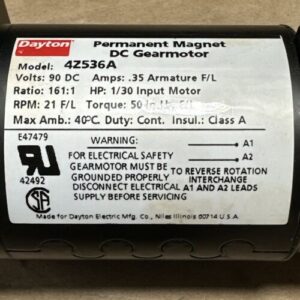 Dayton
Permanent Magnet
DC Gearmotor
Model: 4Z536A
Volts: 90 DC Amps: .35 Armature F/L
Ratio: 161:1 HP: 1/30 Input Motor
RPM: 21 F/L Torque: 50 in. Lb. F/L
Max Amb.: 40ºC. Duty: Cont. Insul.: Class A
E47479
42492
WARNING:
FOR ELECTRICAL SAFETY
GEARMOTOR MUST BE
GROUNDED PROPERLY
DISCONNECT ELECTRICAL
SUPPLY BEFORE SERVICING
A1
A2
TO REVERSE ROTATION
INTERCHANGE
A1 AND A2 LEADS
Made for Dayton Electric Mfg. Co., Niles Illinois 60714 U.S.A.